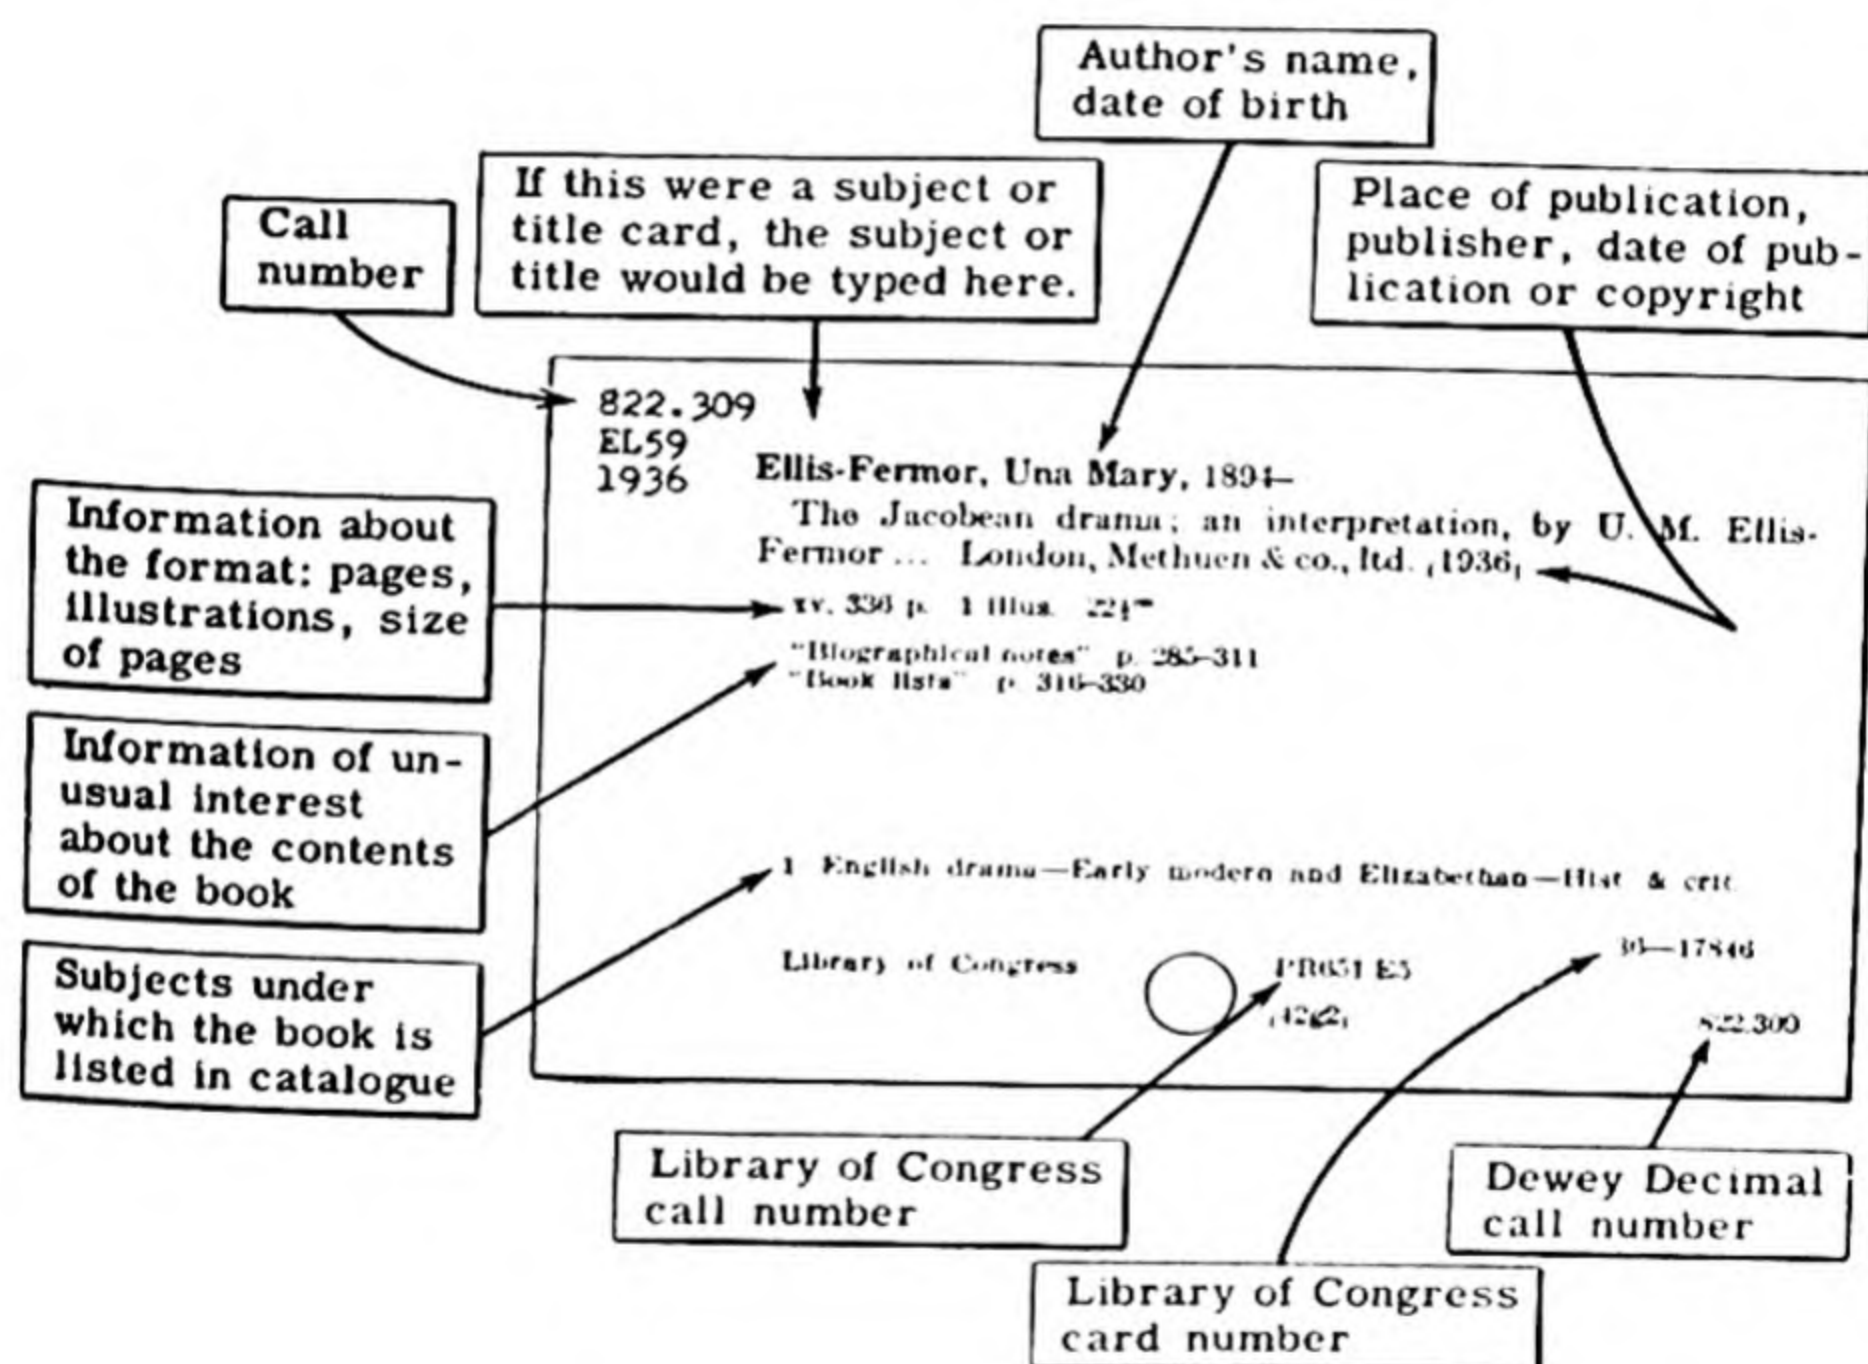 Author's name,
date of birth
If this were a subject or
title card, the subject or
title would be typed here.
Place of publication,
publisher, date of pub-
lication or copyright
Call
number
822.309
EL59
1936
Ellis-Fermor, Una Mary, 1894–
The Jacobean drama; an interpretation, by U. M. Ellis-
Fermor ... London, Methuen & co., ltd. [1936]
xv, 336 p. 1 illus.
"Biographical notes" p. 285–311
"Book lists" p. 316–330
Information about
the format: pages,
illustrations, size
of pages
Information of un-
usual interest
about the contents
of the book
Subjects under
which the book is
listed in catalogue
1 English drama—Early modern and Elizabethan—Hist & crit
Library of Congress
PR651 E5
36—17846
822.309
Library of Congress
call number
Dewey Decimal
call number
Library of Congress
card number